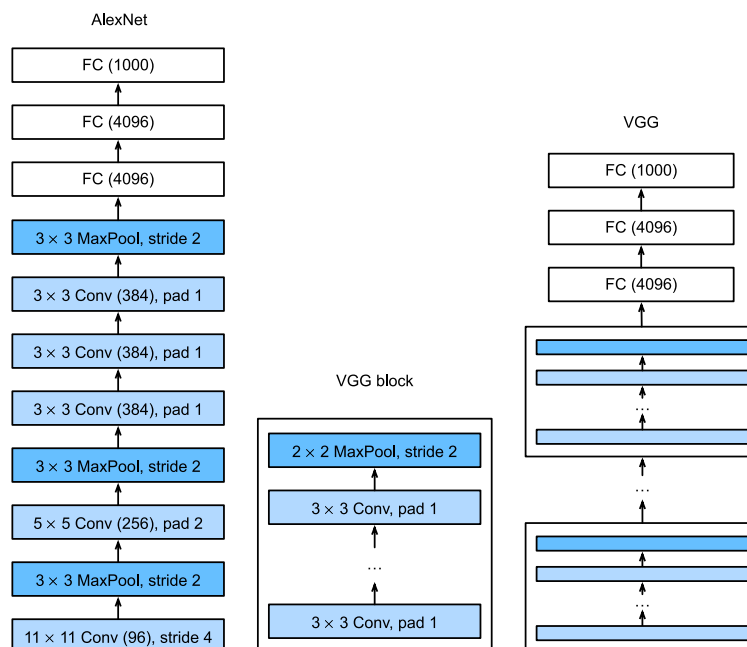 AlexNet
FC (1000)
FC (4096)
FC (4096)
3 × 3 MaxPool, stride 2
3 × 3 Conv (384), pad 1
3 × 3 Conv (384), pad 1
3 × 3 Conv (384), pad 1
3 × 3 MaxPool, stride 2
5 × 5 Conv (256), pad 2
3 × 3 MaxPool, stride 2
11 × 11 Conv (96), stride 4
VGG block
2 × 2 MaxPool, stride 2
3 × 3 Conv, pad 1
...
3 × 3 Conv, pad 1
VGG
FC (1000)
FC (4096)
FC (4096)
...
...
...